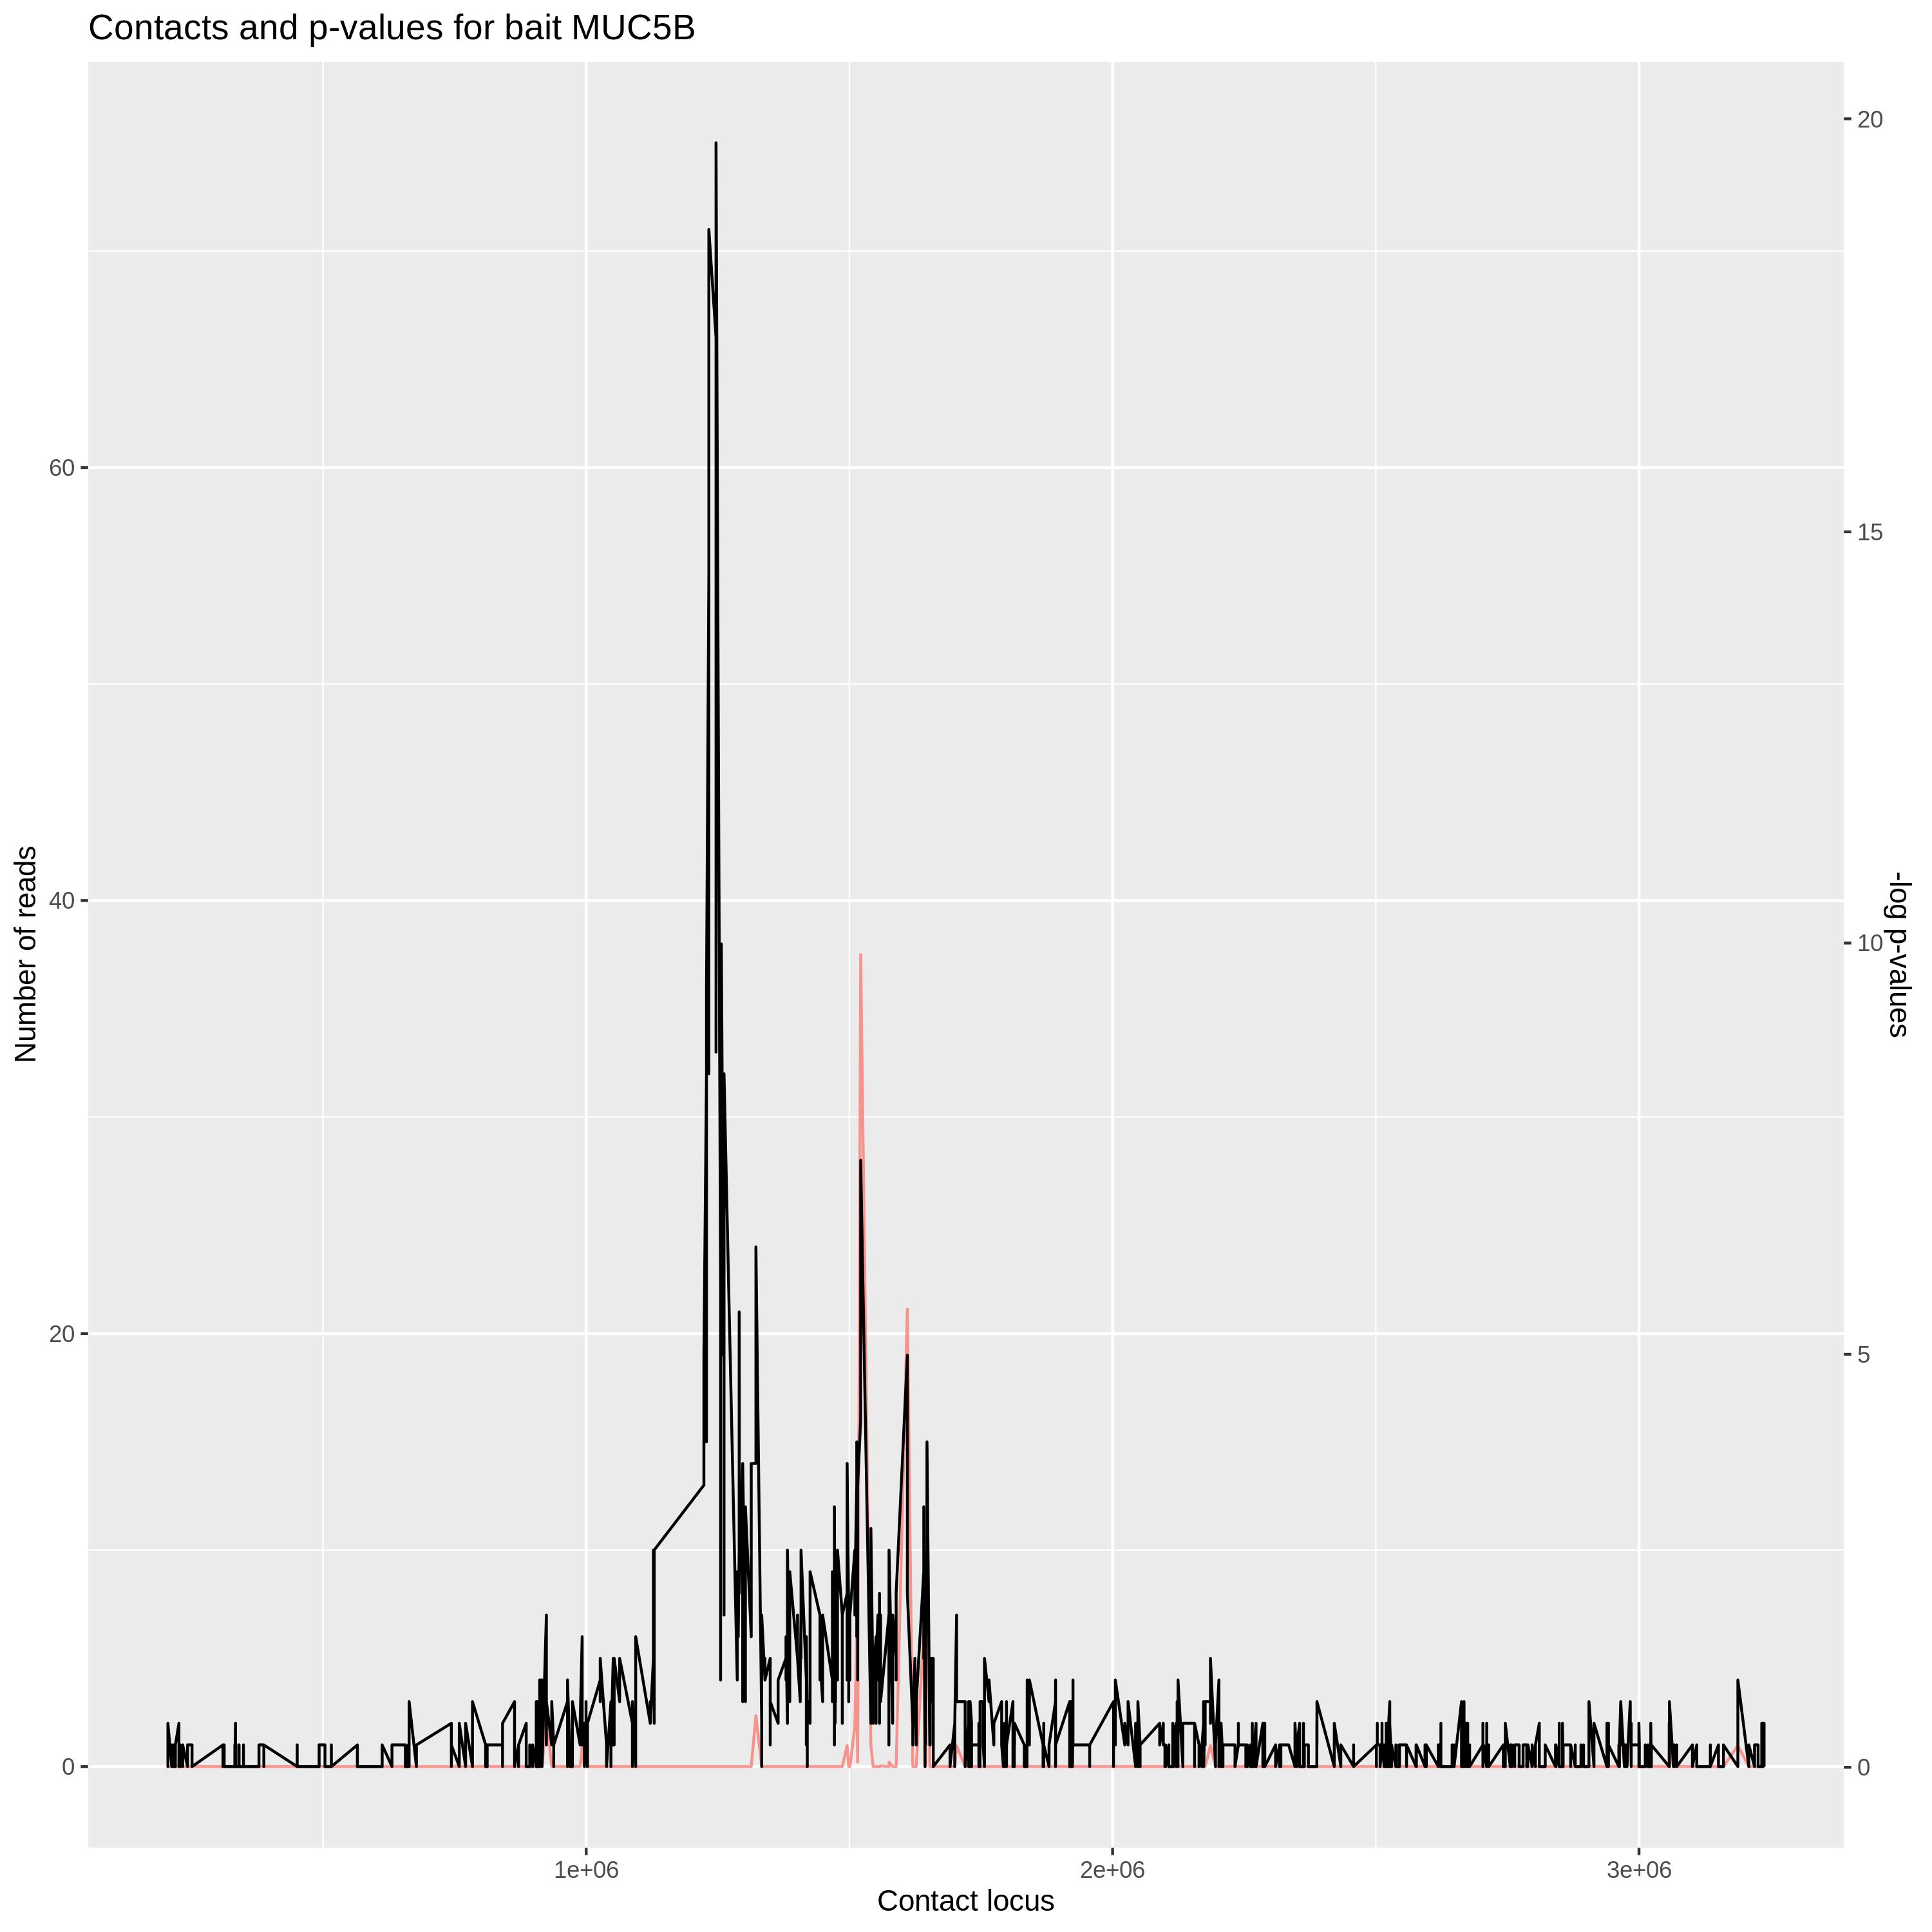 Contacts and p-values for bait MUC5B
Number of reads
60
40
20
0
20
15
10
5
0
-log p-values
1e+06
2e+06
3e+06
Contact locus